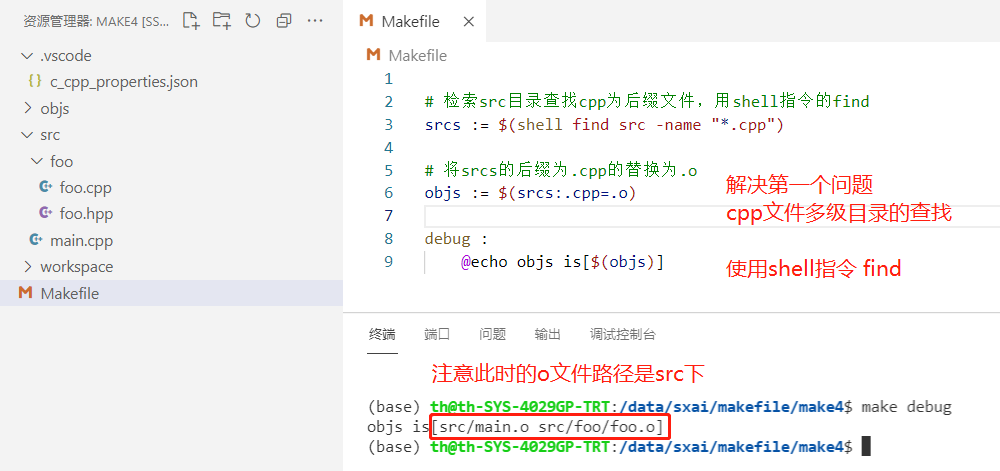 资源管理器: MAKE4 [SS...
.vscode
c_cpp_properties.json
objs
src
foo
foo.cpp
foo.hpp
main.cpp
workspace
Makefile
Makefile
Makefile
1
2 # 检索src目录查找cpp为后缀文件，用shell指令的find
3 srcs := $(shell find src -name "*.cpp")
4
5 # 将srcs的后缀为.cpp的替换为.o
6 objs := $(srcs:.cpp=.o)
7
8 debug :
9 @echo objs is[$(objs)]
解决第一个问题
cpp文件多级目录的查找
使用shell指令 find
终端 端口 问题 输出 调试控制台
注意此时的o文件路径是src下
(base) th@th-SYS-4029GP-TRT:/data/sxai/makefile/make4$ make debug
objs is[src/main.o src/foo/foo.o]
(base) th@th-SYS-4029GP-TRT:/data/sxai/makefile/make4$